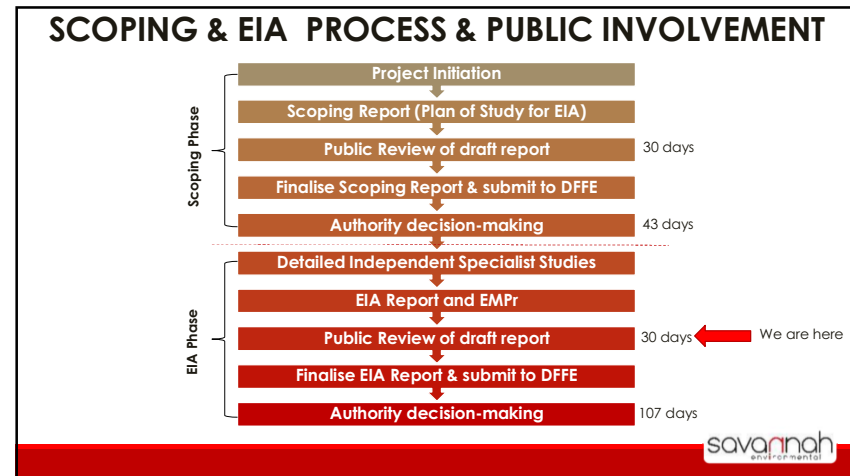 SCOPING & EIA PROCESS & PUBLIC INVOLVEMENT
Scoping Phase
Project Initiation
Scoping Report (Plan of Study for EIA)
Public Review of draft report
30 days
Finalise Scoping Report & submit to DFFE
Authority decision-making
43 days
EIA Phase
Detailed Independent Specialist Studies
EIA Report and EMPr
Public Review of draft report
30 days
We are here
Finalise EIA Report & submit to DFFE
Authority decision-making
107 days
savannah
environmental